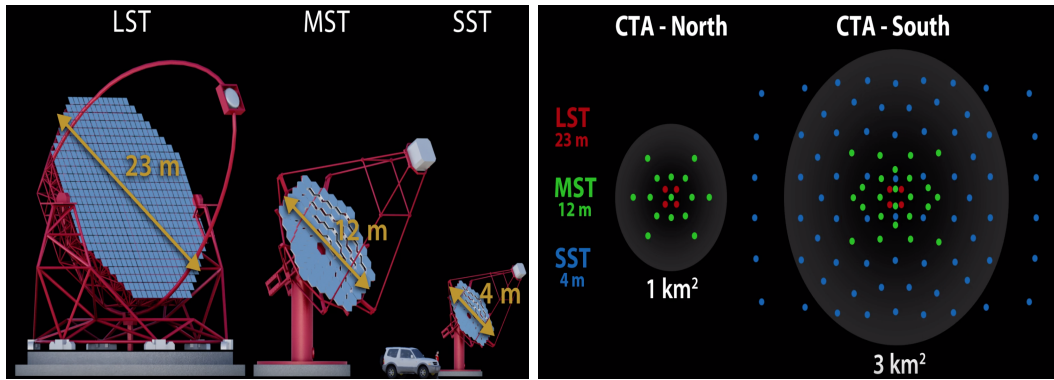 LST
MST
SST
23 m
12 m
4 m
CTA - North
CTA - South
LST
23 m
MST
12 m
SST
4 m
1 km²
3 km²